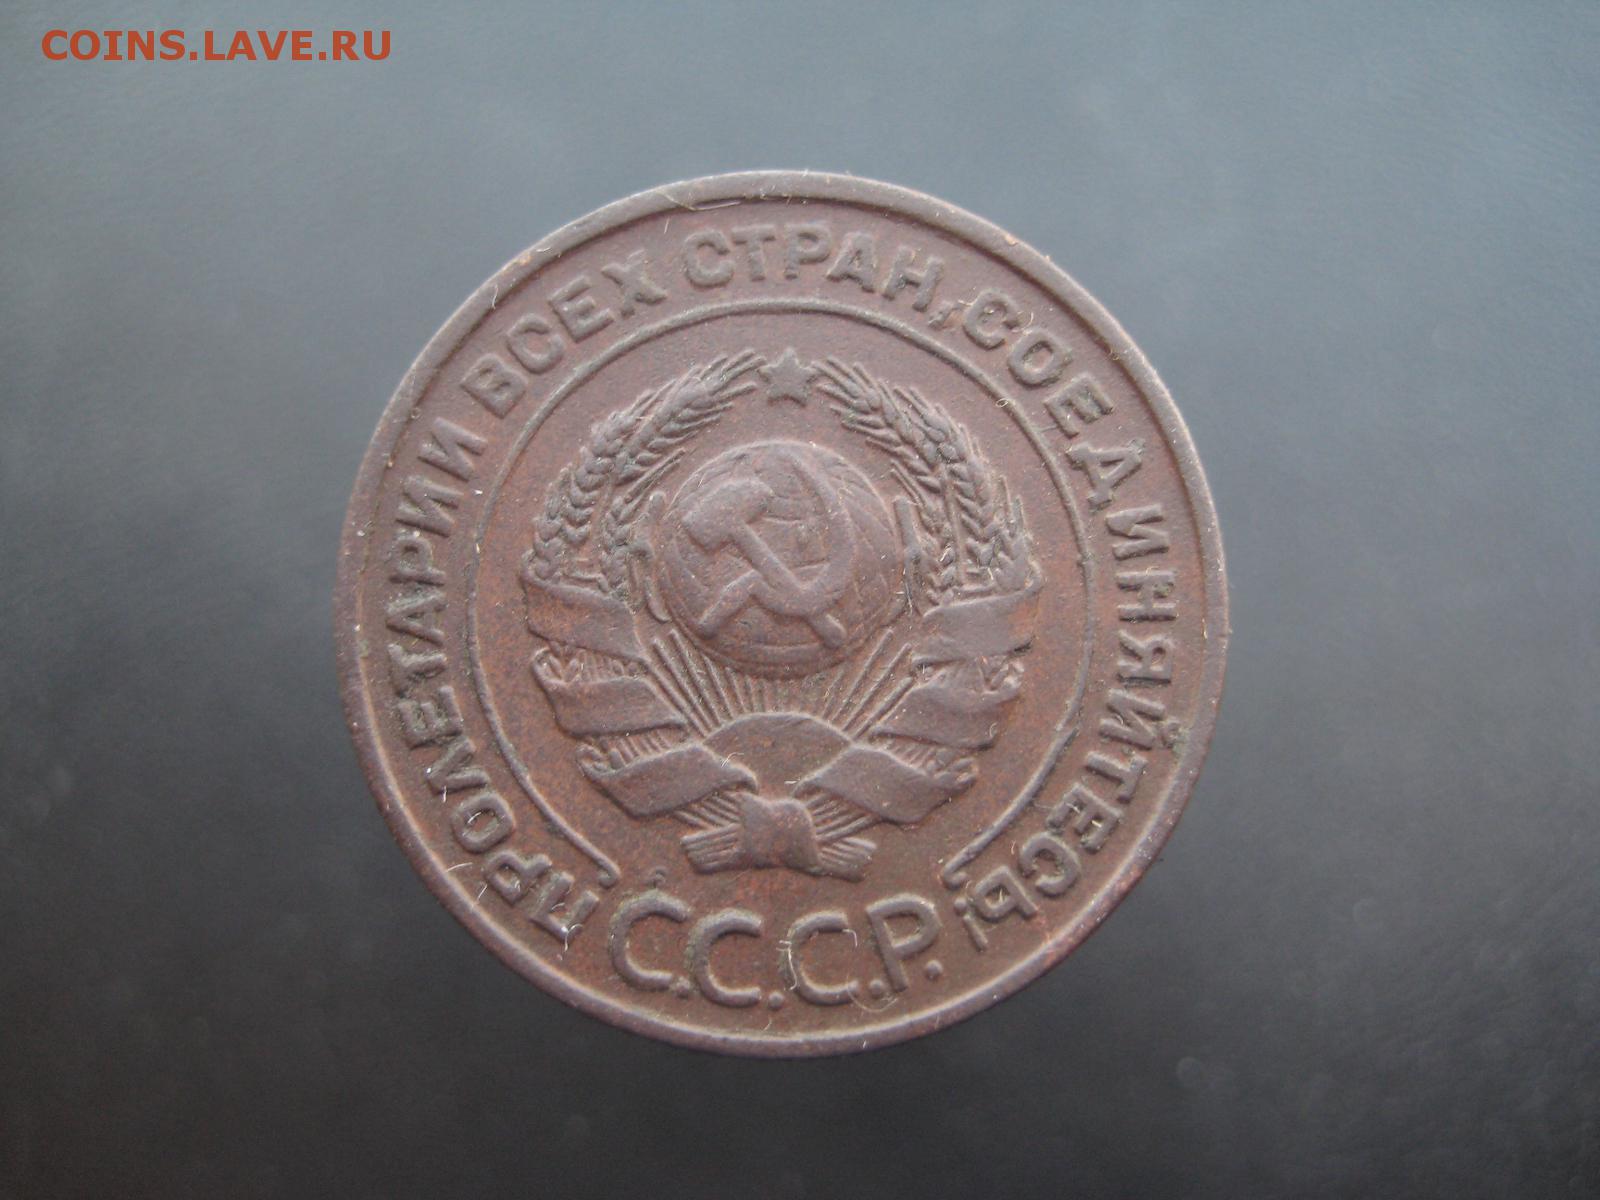 COINS.LAVE.RU
ПРОЛЕТАРИИ ВСЕХ СТРАН, СОЕДИНЯЙТЕСЬ!
С.С.С.Р.